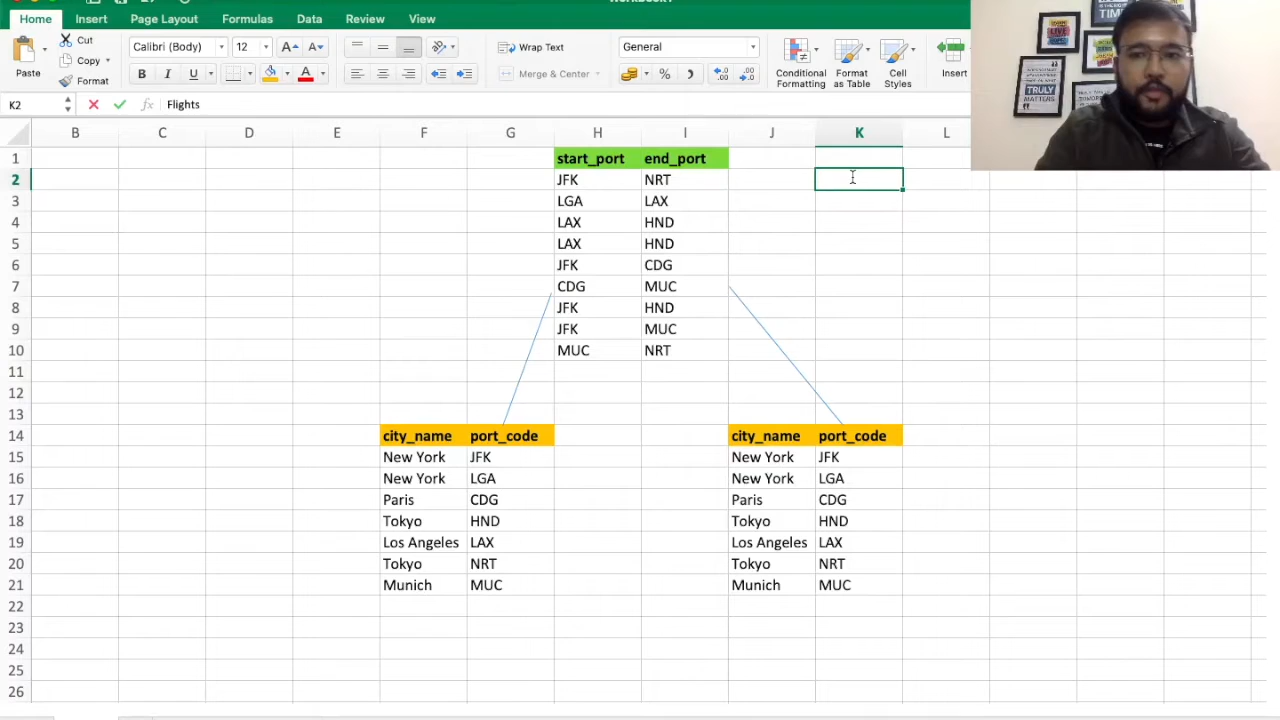 Home Insert Page Layout Formulas Data Review View
Cut
Calibri (Body) 12 Wrap Text General
Copy
Paste Format B I U Merge & Center % Conditional Formatting Format as Table Cell Styles Insert
K2 fx Flights
B C D E F G H I J K L
1 start_port end_port
2 JFK NRT
3 LGA LAX
4 LAX HND
5 LAX HND
6 JFK CDG
7 CDG MUC
8 JFK HND
9 JFK MUC
10 MUC NRT
11
12
13
14 city_name port_code city_name port_code
15 New York JFK New York JFK
16 New York LGA New York LGA
17 Paris CDG Paris CDG
18 Tokyo HND Tokyo HND
19 Los Angeles LAX Los Angeles LAX
20 Tokyo NRT Tokyo NRT
21 Munich MUC Munich MUC
22
23
24
25
26
TRULY
MATTERS